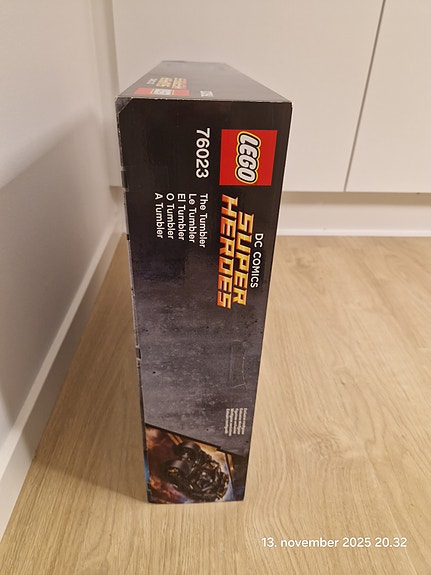 LEGO
DC COMICS
SUPER
HEROES
76023
The Tumbler
Le Tumbler
El Tumbler
O Tumbler
A Tumbler
13. november 2025 20.32